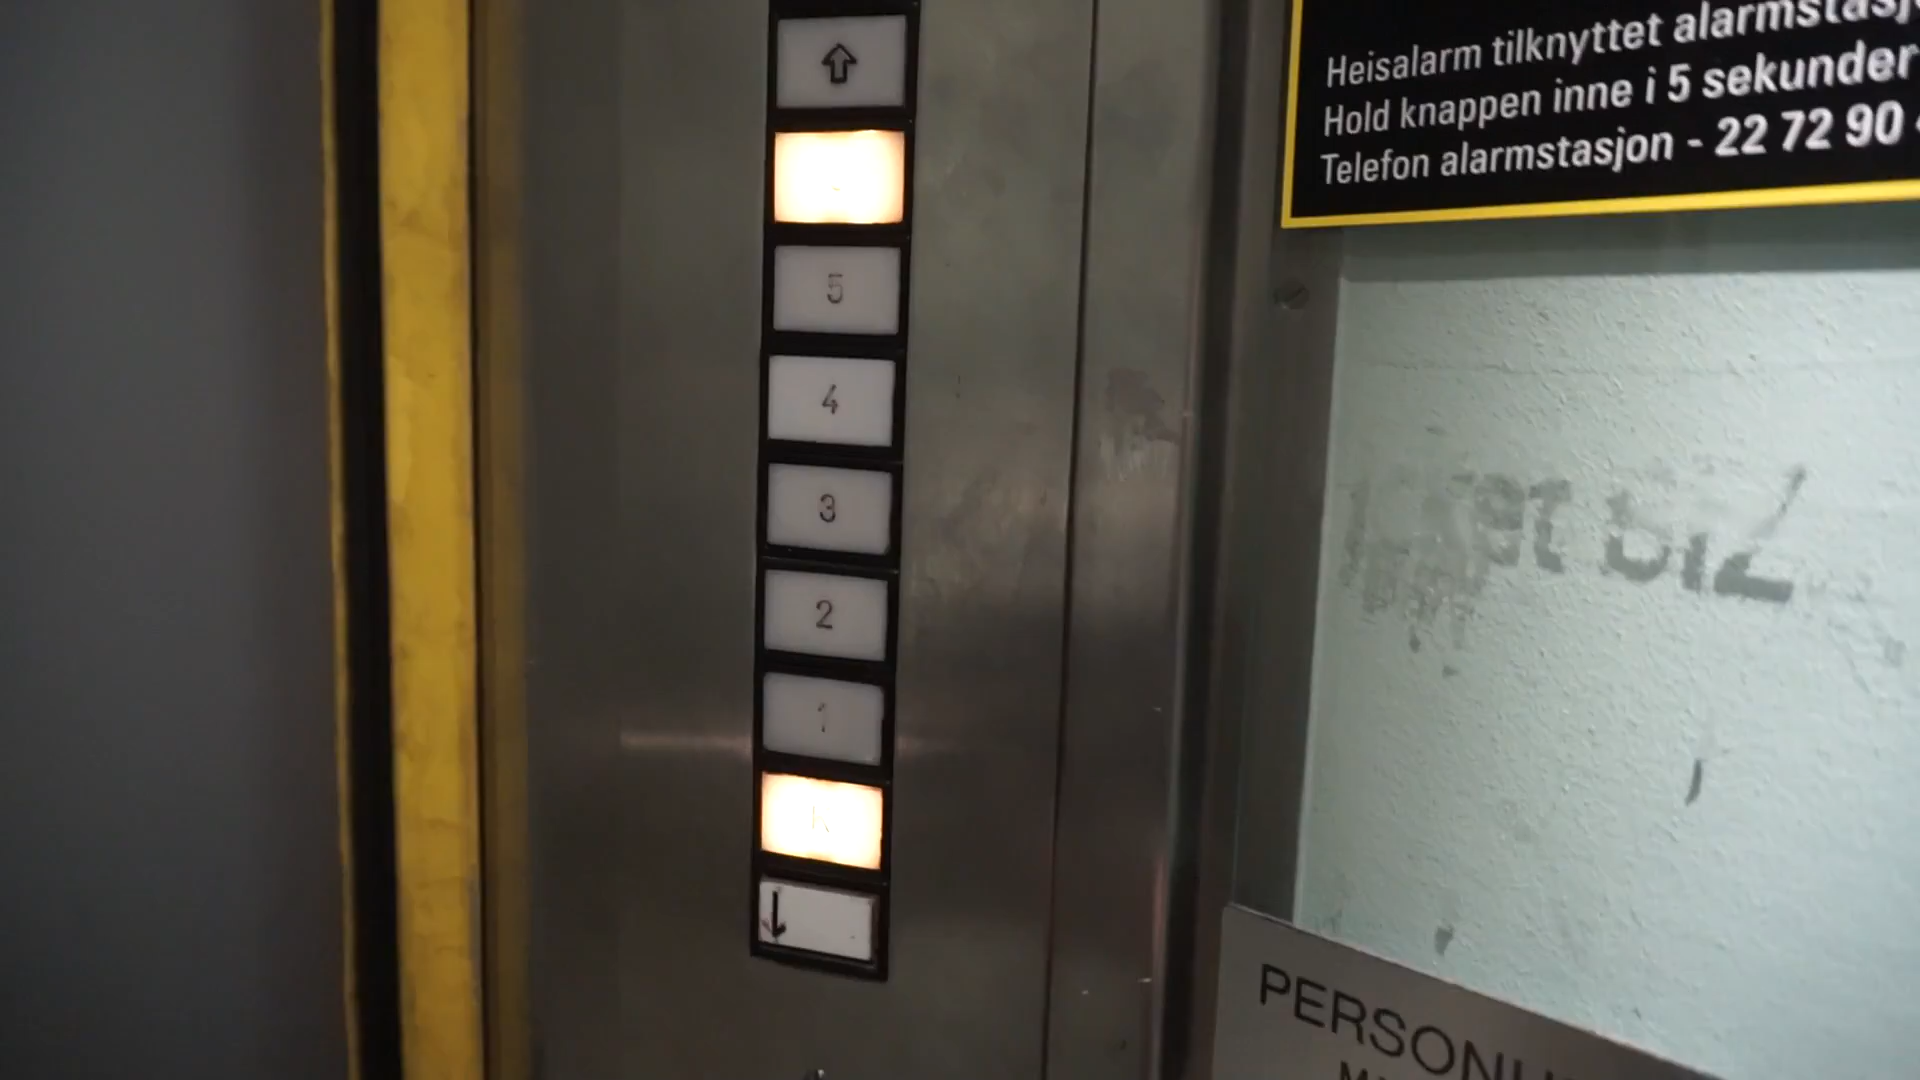 Heisalarm tilknyttet alarmstasj
Hold knappen inne i 5 sekunder
Telefon alarmstasjon - 22 72 90
5
4
3
2
1
K
PERSON